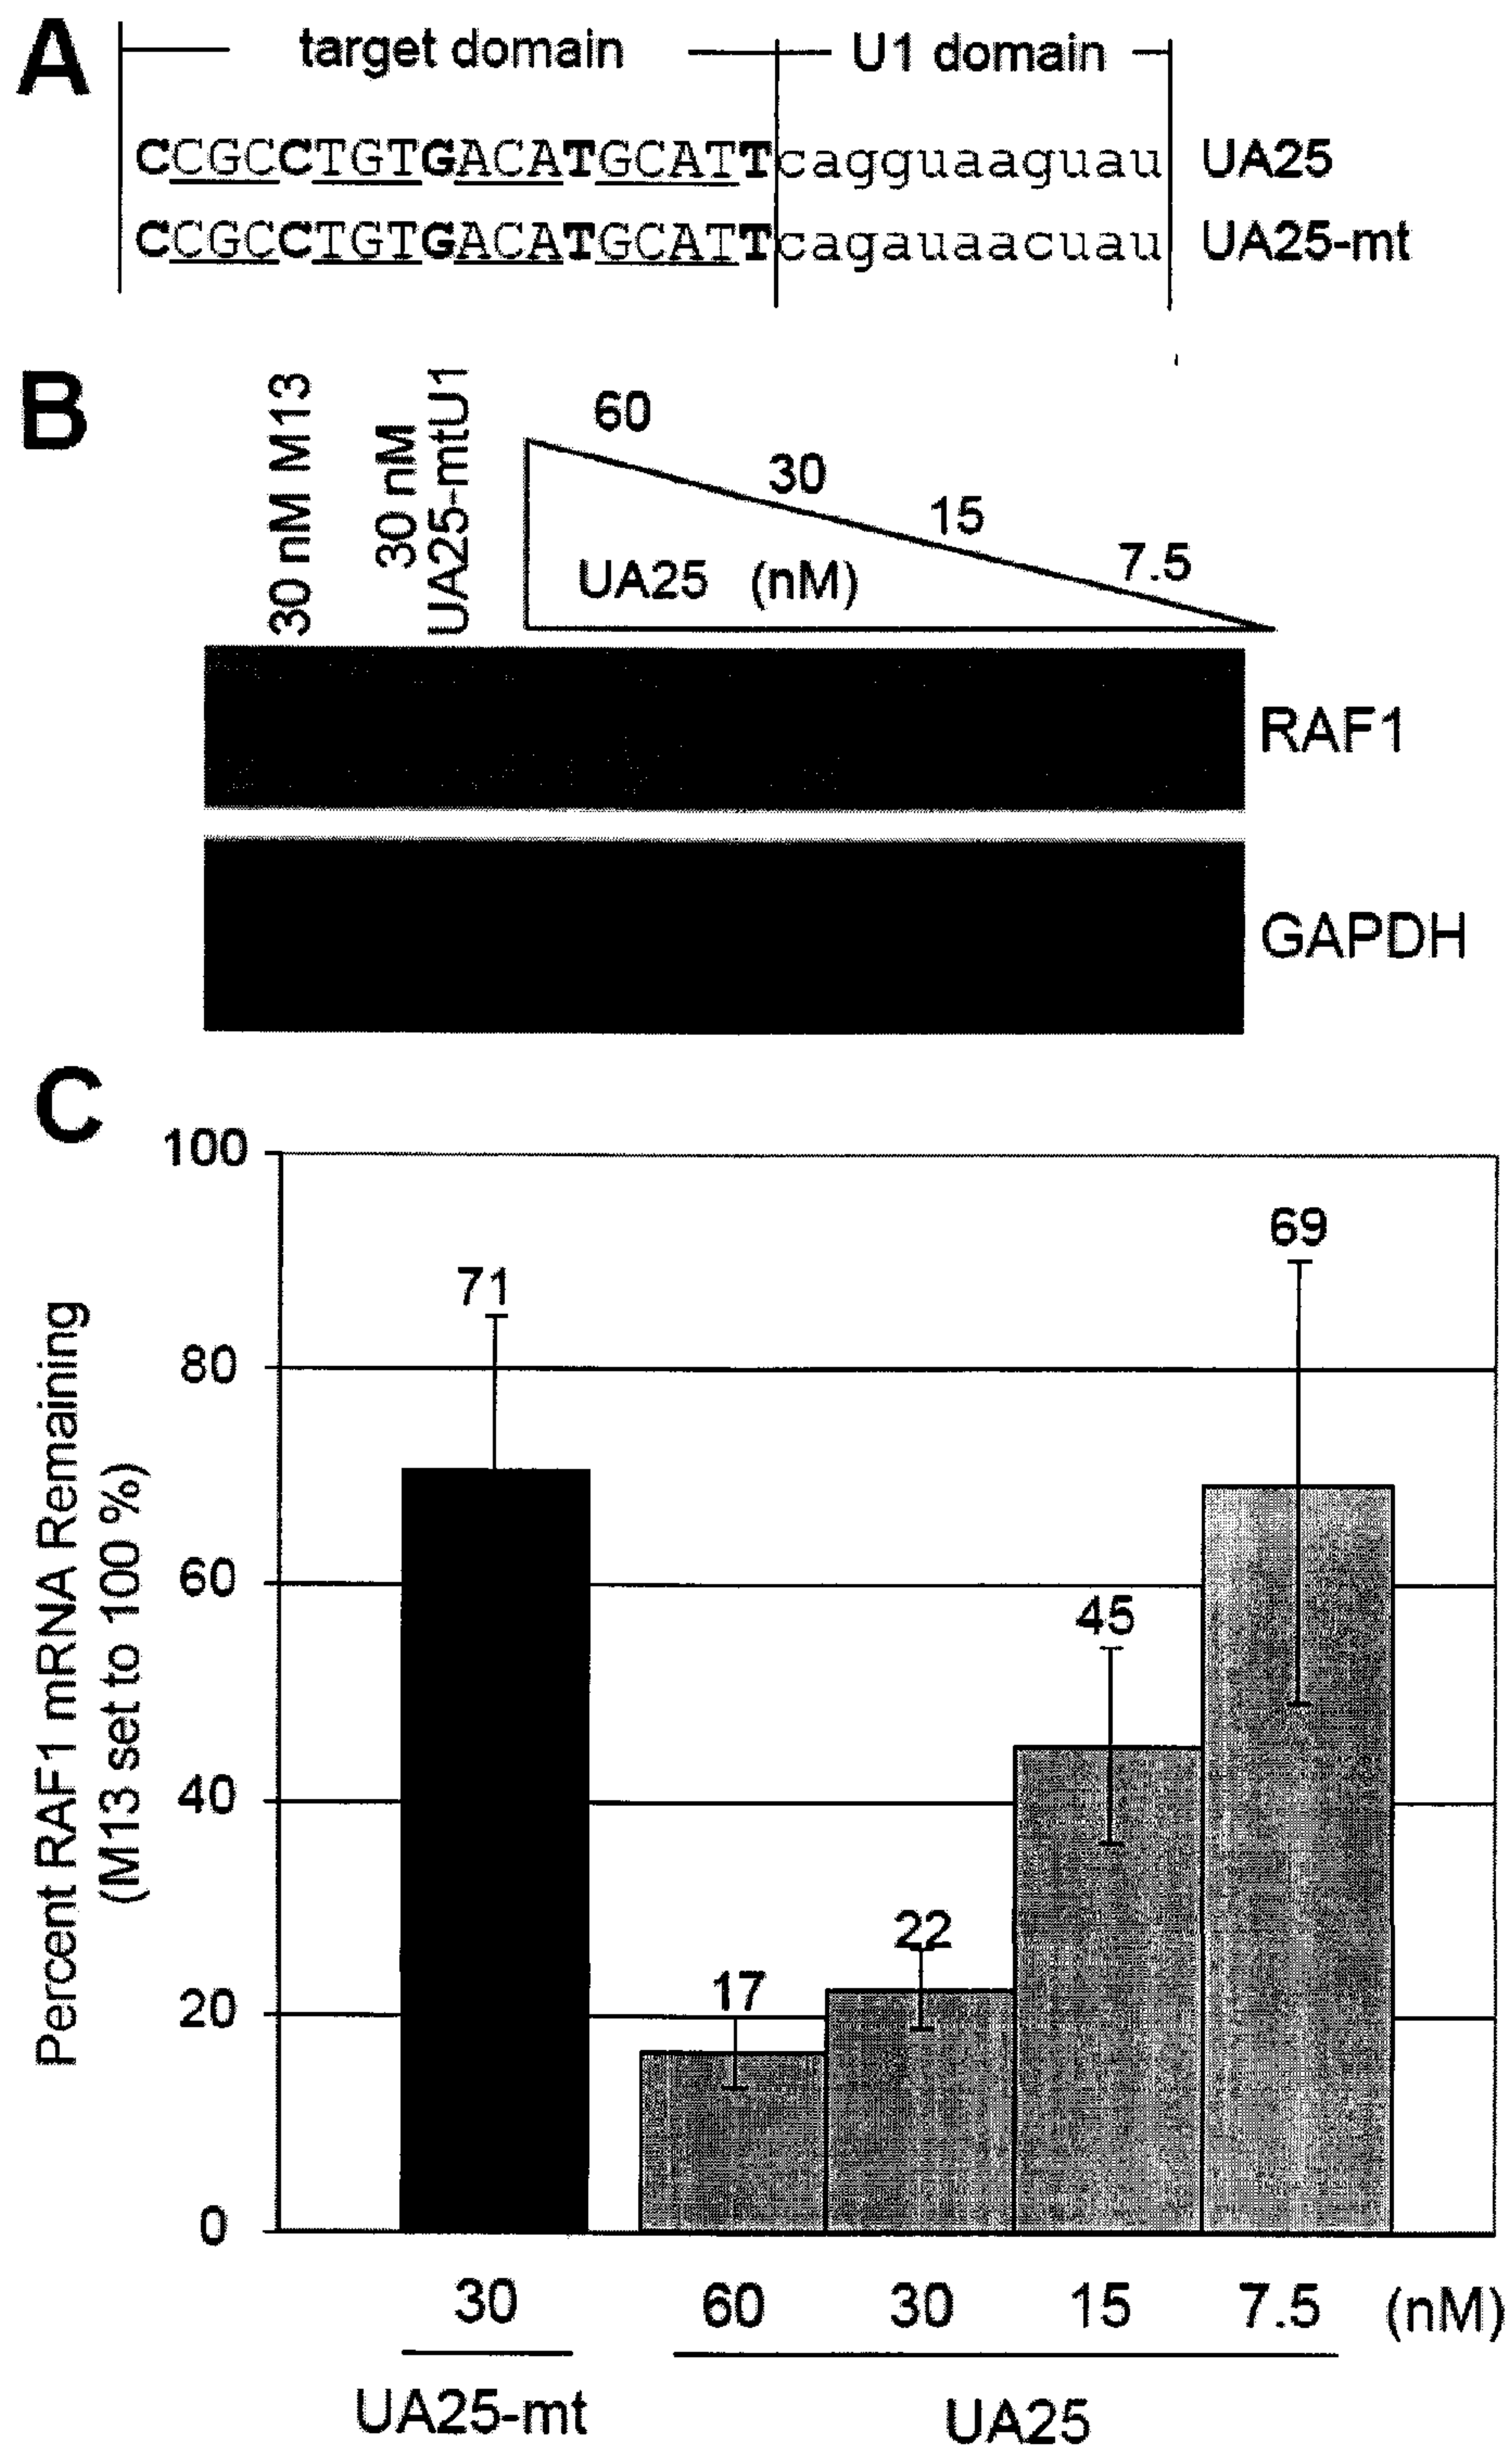 A
target domain U1 domain
CCGCCTGTGACATGCATTcagguaaguau UA25
CCGCCTGTGACATGCATTcagauaacuau UA25-mt
B
30 nM M13
30 nM
UA25-mtU1
60
30
15
7.5
UA25 (nM)
RAF1
GAPDH
C
Percent RAF1 mRNA Remaining
(M13 set to 100 %)
100
80
60
40
20
0
71
17
22
45
69
30 60 30 15 7.5 (nM)
UA25-mt UA25